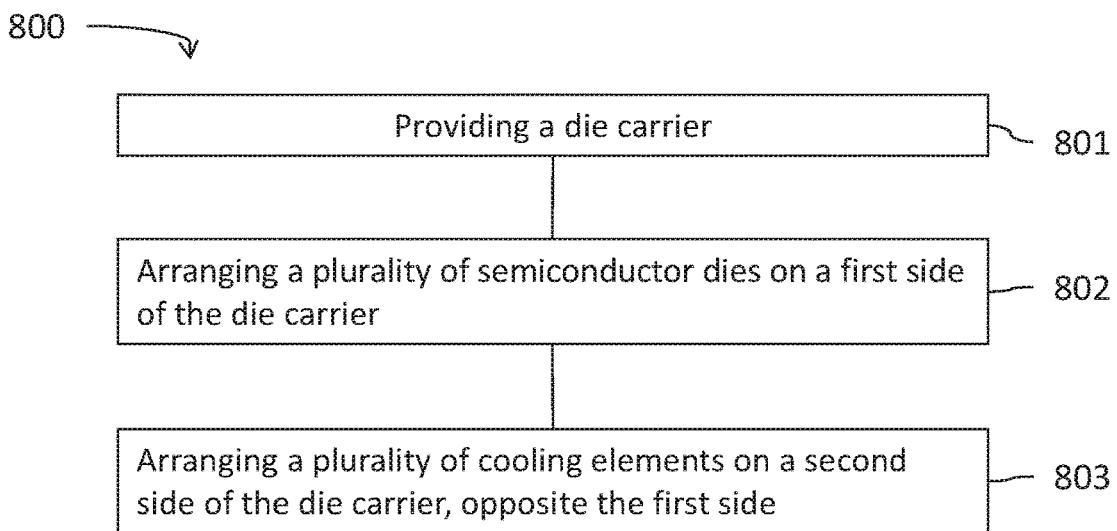 800
Providing a die carrier
801
Arranging a plurality of semiconductor dies on a first side
of the die carrier
802
Arranging a plurality of cooling elements on a second
side of the die carrier, opposite the first side
803